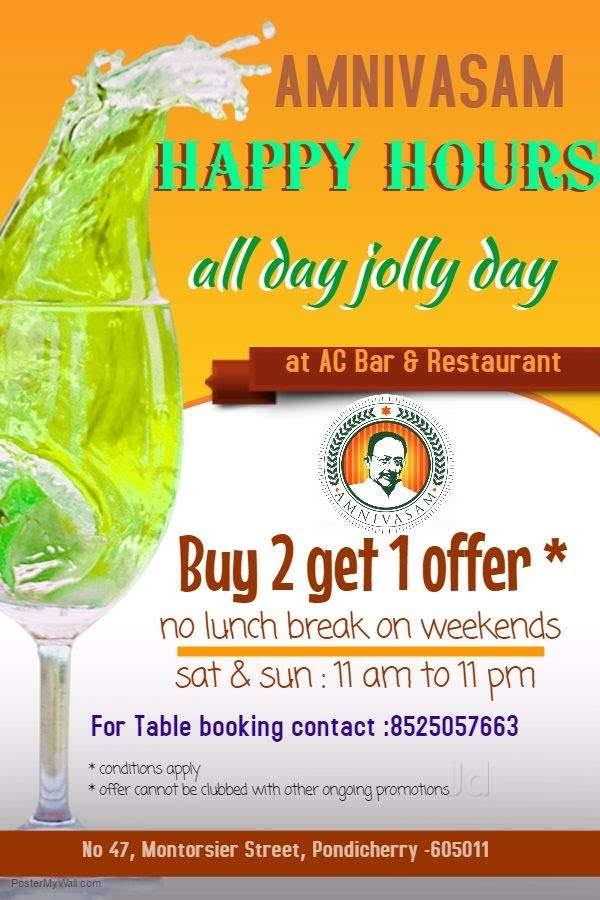 AMNIVASAM
HAPPY HOURS
all day jolly day
at AC Bar & Restaurant
AMNIVASAM
Buy 2 get 1 offer *
no lunch break on weekends
sat & sun : 11 am to 11 pm
For Table booking contact :8525057663
* conditions apply
* offer cannot be clubbed with other ongoing promotions
Jd
No 47, Montorsier Street, Pondicherry -605011
PosterMyWall.com